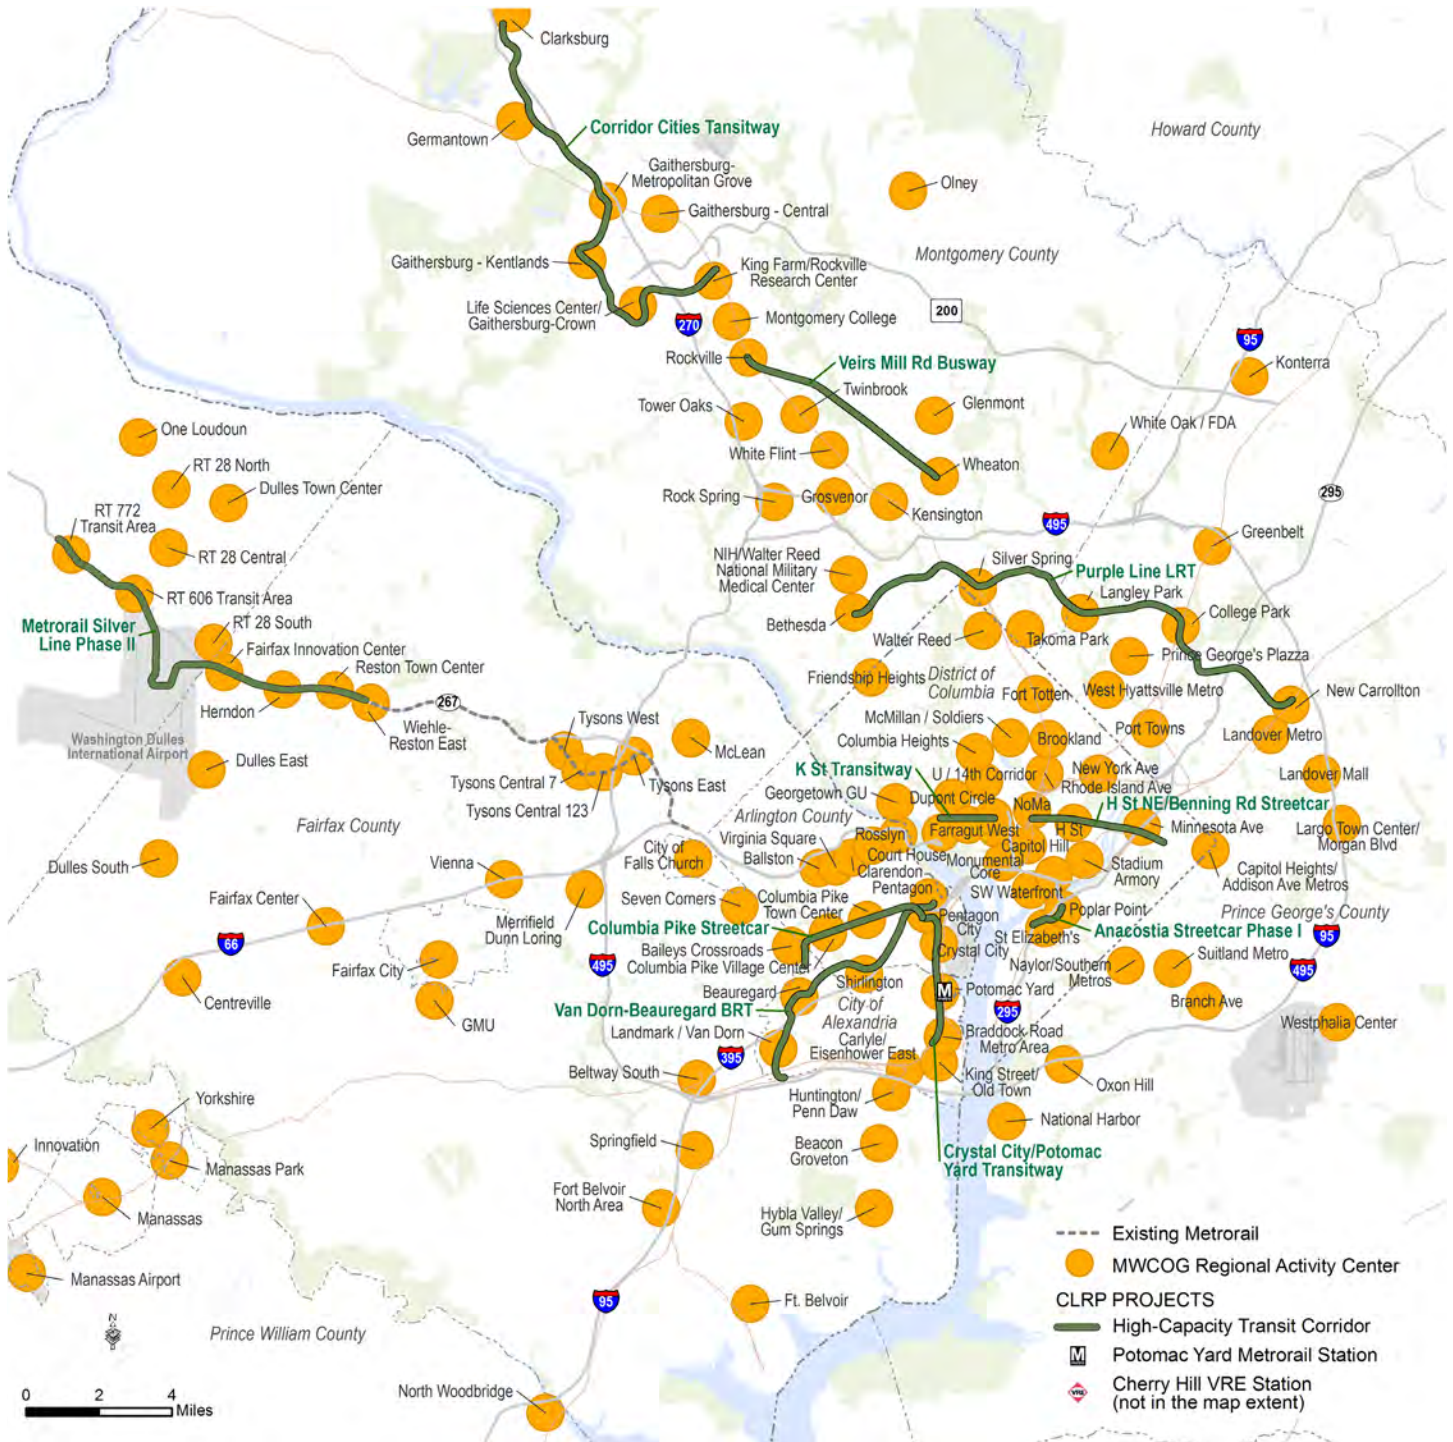 Clarksburg
Howard County
Corridor Cities Tansitway
Germantown
Gaithersburg-
Metropolitan Grove
Olney
Gaithersburg - Central
Montgomery County
Gaithersburg - Kentlands
King Farm/Rockville
Research Center
Life Sciences Center/
Gaithersburg-Crown
200
Montgomery College
270
95
Rockville
Veirs Mill Rd Busway
Konterra
Twinbrook
Tower Oaks
Glenmont
White Oak / FDA
One Loudoun
White Flint
RT 28 North
Wheaton
Dulles Town Center
Rock Spring
Grosvenor
295
Kensington
RT 772
Transit Area
495
Greenbelt
RT 28 Central
NIH/Walter Reed
National Military
Medical Center
Silver Spring
Purple Line LRT
Langley Park
RT 606 Transit Area
College Park
Bethesda
RT 28 South
Metrorail Silver
Line Phase II
Walter Reed
Takoma Park
Fairfax Innovation Center
Prince George's Plazza
Reston Town Center
Friendship Heights
District of
Columbia
Fort Totten
West Hyattsville Metro
New Carrollton
267
Herndon
Wiehle-
Reston East
Tysons West
McMillan / Soldiers
Port Towns
Landover Metro
Washington Dulles
International Airport
Columbia Heights
Brookland
McLean
Dulles East
K St Transitway
U / 14th Corridor
New York Ave
Landover Mall
Tysons Central 7
Tysons East
Rhode Island Ave
Georgetown GU
Dupont Circle
NoMa
H St NE/Benning Rd Streetcar
Tysons Central 123
Arlington County
Fairfax County
Rosslyn
Farragut West
H St
Minnesota Ave
Largo Town Center/
Morgan Blvd
Virginia Square
Capitol Hill
City of
Falls Church
Ballston
Court House
Monumental
Core
Dulles South
Vienna
Clarendon
Stadium
Armory
Capitol Heights/
Addison Ave Metros
Pentagon
SW Waterfront
Fairfax Center
Seven Corners
Columbia Pike
Town Center
Merrifield
Dunn Loring
Poplar Point
Prince George's County
Pentagon
City
Columbia Pike Streetcar
St Elizabeth's
Anacostia Streetcar Phase I
66
95
Baileys Crossroads
Crystal City
Suitland Metro
495
Columbia Pike Village Center
Naylor/Southern
Metros
495
Fairfax City
Centreville
Shirlington
Beauregard
M
Potomac Yard
Branch Ave
GMU
Van Dorn-Beauregard BRT
City of
Alexandria
295
Westphalia Center
Landmark / Van Dorn
Carlyle/
Eisenhower East
Braddock Road
Metro Area
395
Beltway South
King Street/
Old Town
Oxon Hill
Yorkshire
Huntington/
Penn Daw
National Harbor
Innovation
Springfield
Beacon
Groveton
Manassas Park
Crystal City/Potomac
Yard Transitway
Fort Belvoir
North Area
Manassas
Hybla Valley/
Gum Springs
Existing Metrorail
MWCOG Regional Activity Center
Manassas Airport
CLRP PROJECTS
95
Ft. Belvoir
N
High-Capacity Transit Corridor
Prince William County
M
Potomac Yard Metrorail Station
VRE
Cherry Hill VRE Station
(not in the map extent)
North Woodbridge
0 2 4
Miles